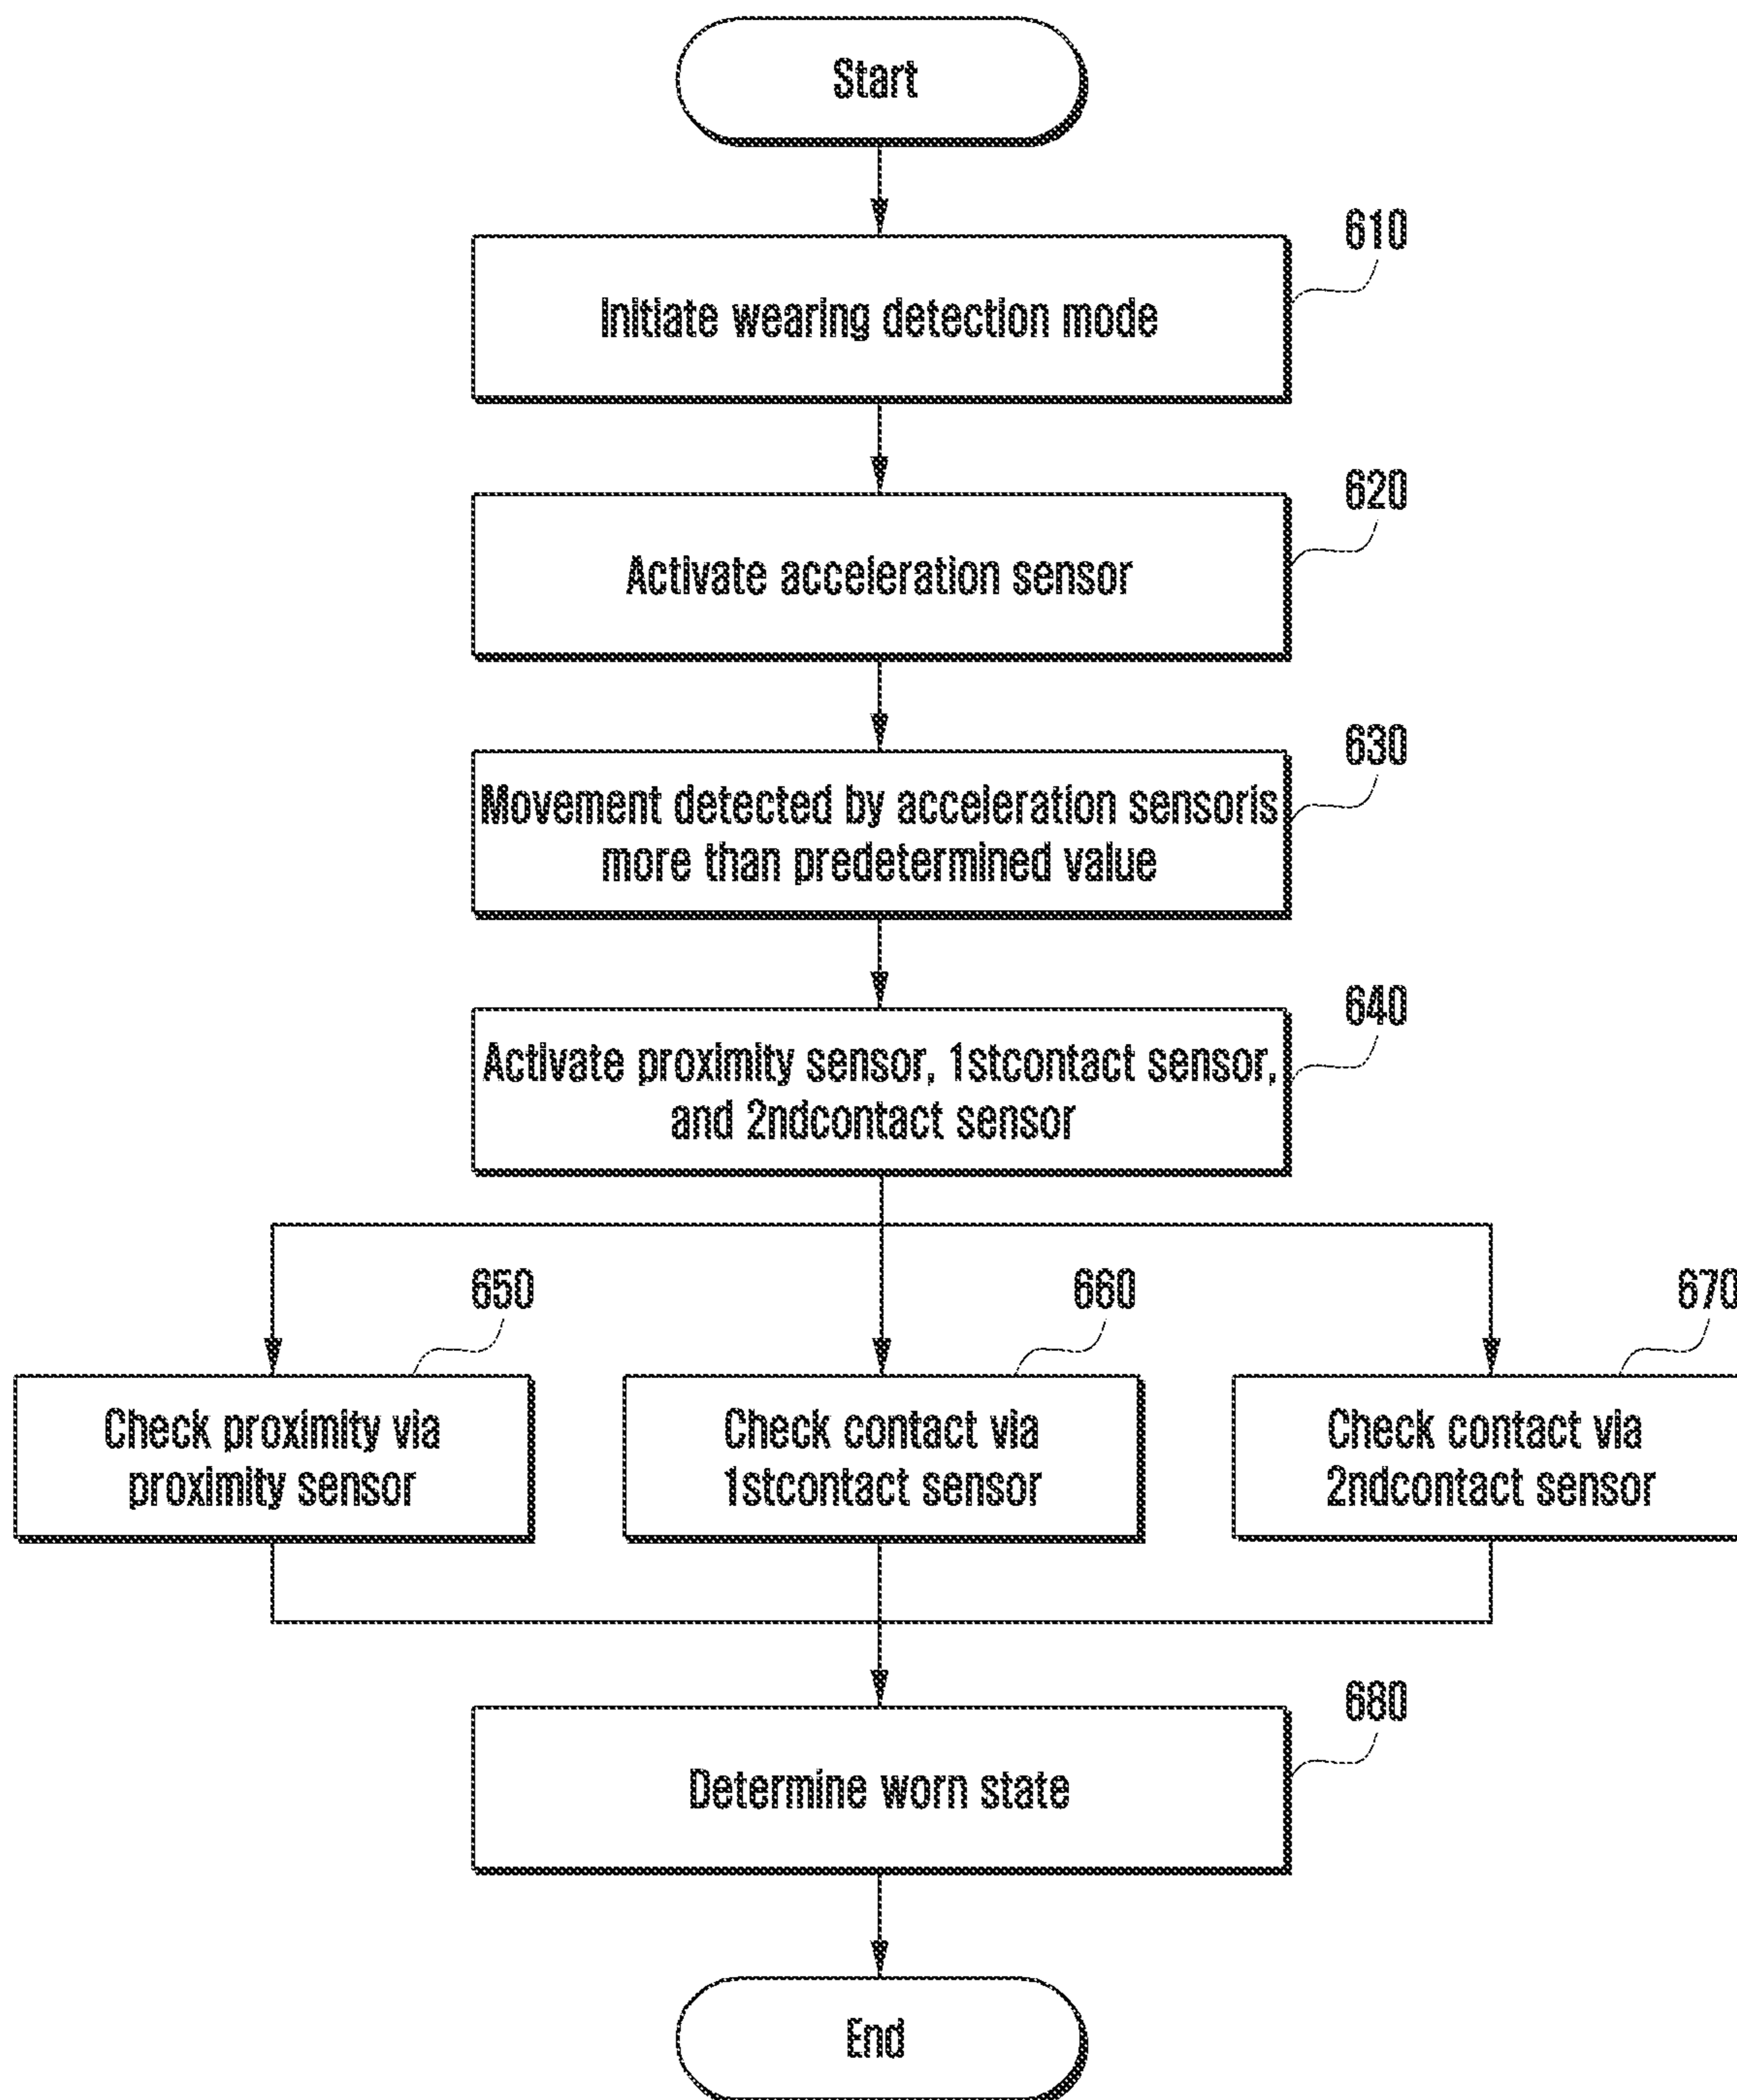 Start
610
Initiate wearing detection mode
620
Activate acceleration sensor
630
Movement detected by acceleration sensoris
more than predetermined value
640
Activate proximity sensor, 1stcontact sensor,
and 2ndcontact sensor
650
Check proximity via
proximity sensor
660
Check contact via
1stcontact sensor
670
Check contact via
2ndcontact sensor
680
Determine worn state
End